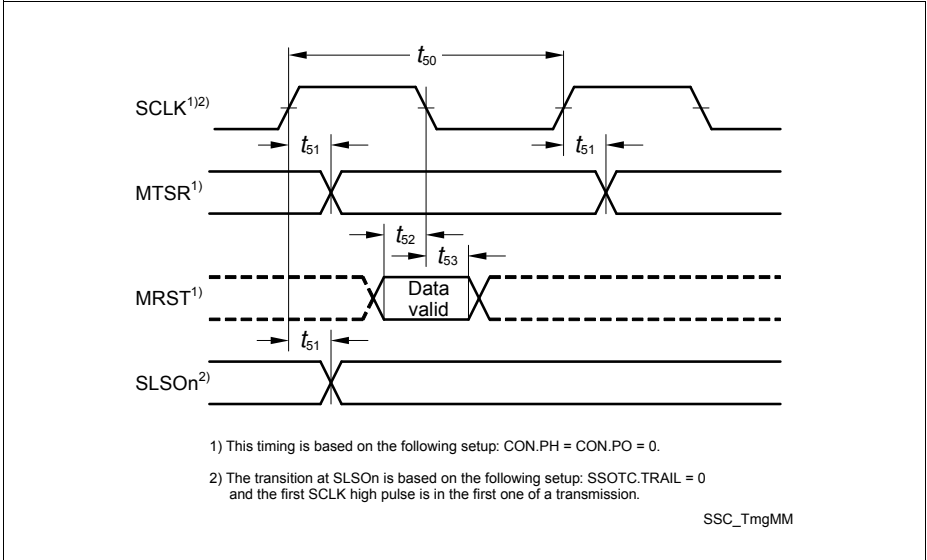 t50
SCLK1)2)
t51
t51
MTSR1)
t52
t53
MRST1)
Data
valid
t51
SLSOn2)
1) This timing is based on the following setup: CON.PH = CON.PO = 0.
2) The transition at SLSOn is based on the following setup: SSOTC.TRAIL = 0
and the first SCLK high pulse is in the first one of a transmission.
SSC_TmgMM